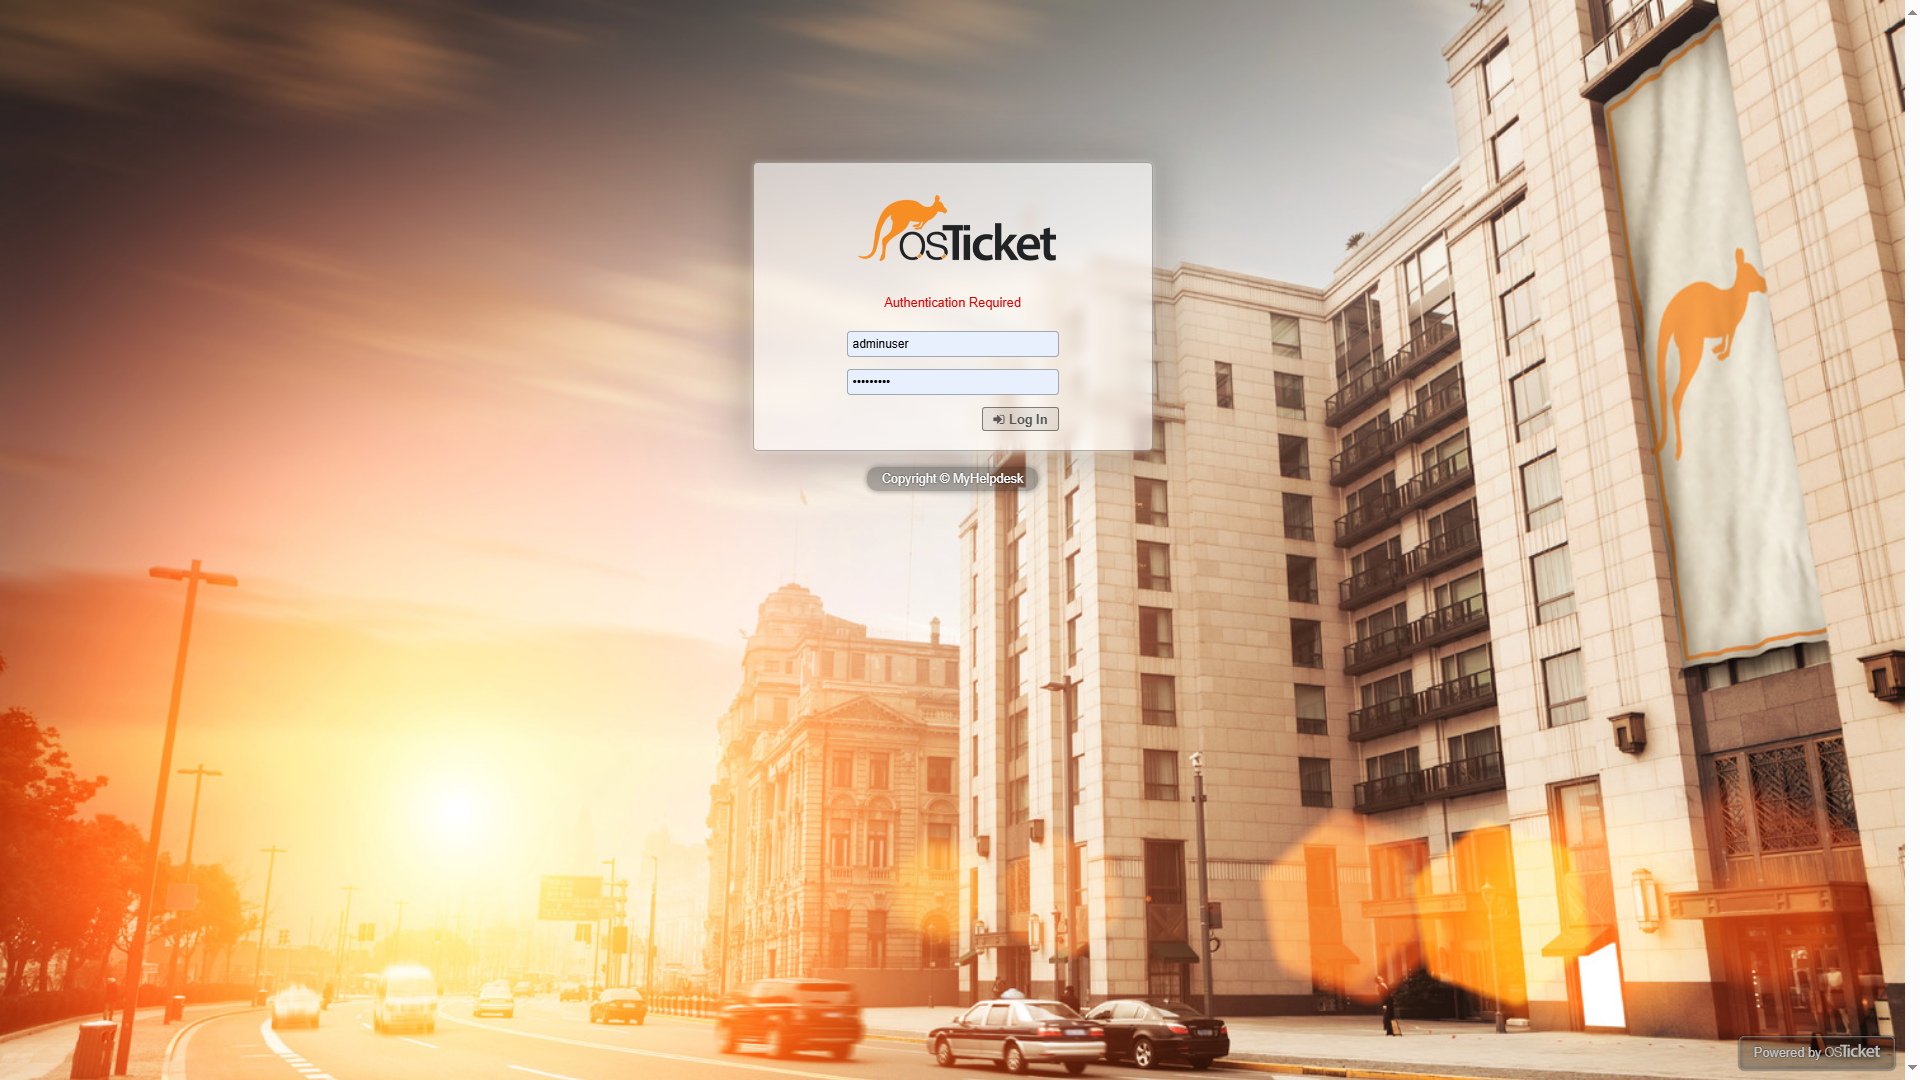 osTicket
Authentication Required
adminuser
•••••••••
Log In
Copyright © MyHelpdesk
Powered by osTicket